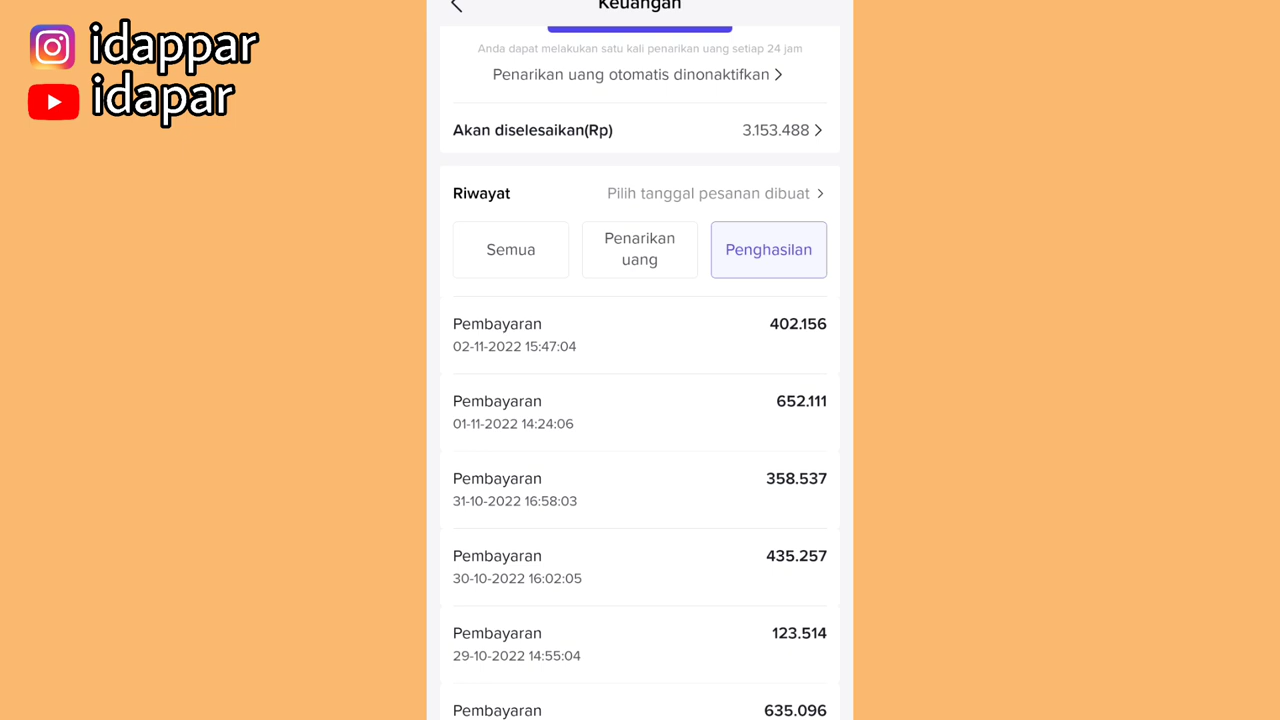 idappar
idapar
Keuangan
Anda dapat melakukan satu kali penarikan uang setiap 24 jam
Penarikan uang otomatis dinonaktifkan
Akan diselesaikan(Rp) 3.153.488
Riwayat Pilih tanggal pesanan dibuat
Semua
Penarikan
uang
Penghasilan
Pembayaran 402.156
02-11-2022 15:47:04
Pembayaran 652.111
01-11-2022 14:24:06
Pembayaran 358.537
31-10-2022 16:58:03
Pembayaran 435.257
30-10-2022 16:02:05
Pembayaran 123.514
29-10-2022 14:55:04
Pembayaran 635.096